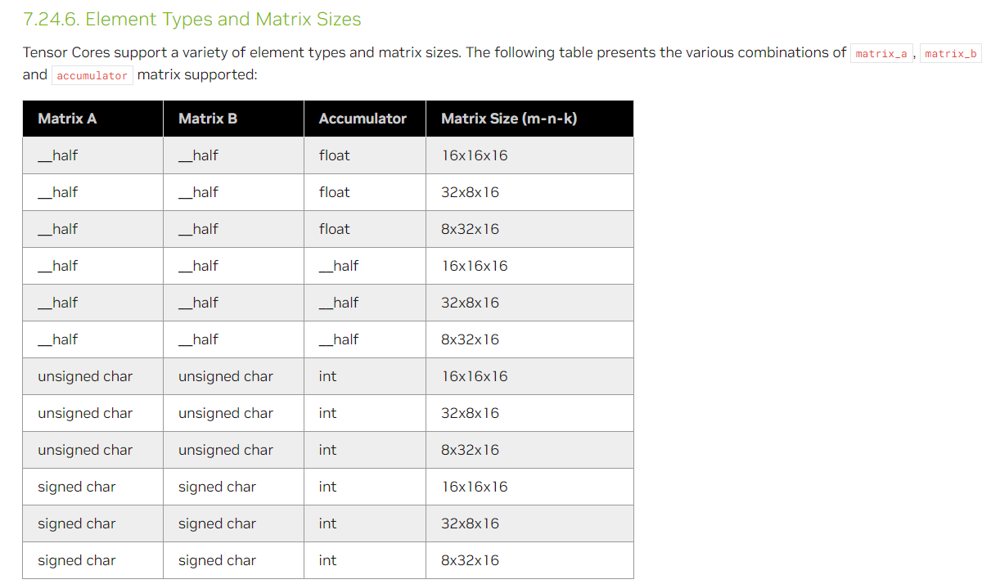 7.24.6. Element Types and Matrix Sizes
Tensor Cores support a variety of element types and matrix sizes. The following table presents the various combinations of matrix_a, matrix_b
and accumulator matrix supported:
Matrix A Matrix B Accumulator Matrix Size (m-n-k)
__half __half float 16x16x16
__half __half float 32x8x16
__half __half float 8x32x16
__half __half __half 16x16x16
__half __half __half 32x8x16
__half __half __half 8x32x16
unsigned char unsigned char int 16x16x16
unsigned char unsigned char int 32x8x16
unsigned char unsigned char int 8x32x16
signed char signed char int 16x16x16
signed char signed char int 32x8x16
signed char signed char int 8x32x16